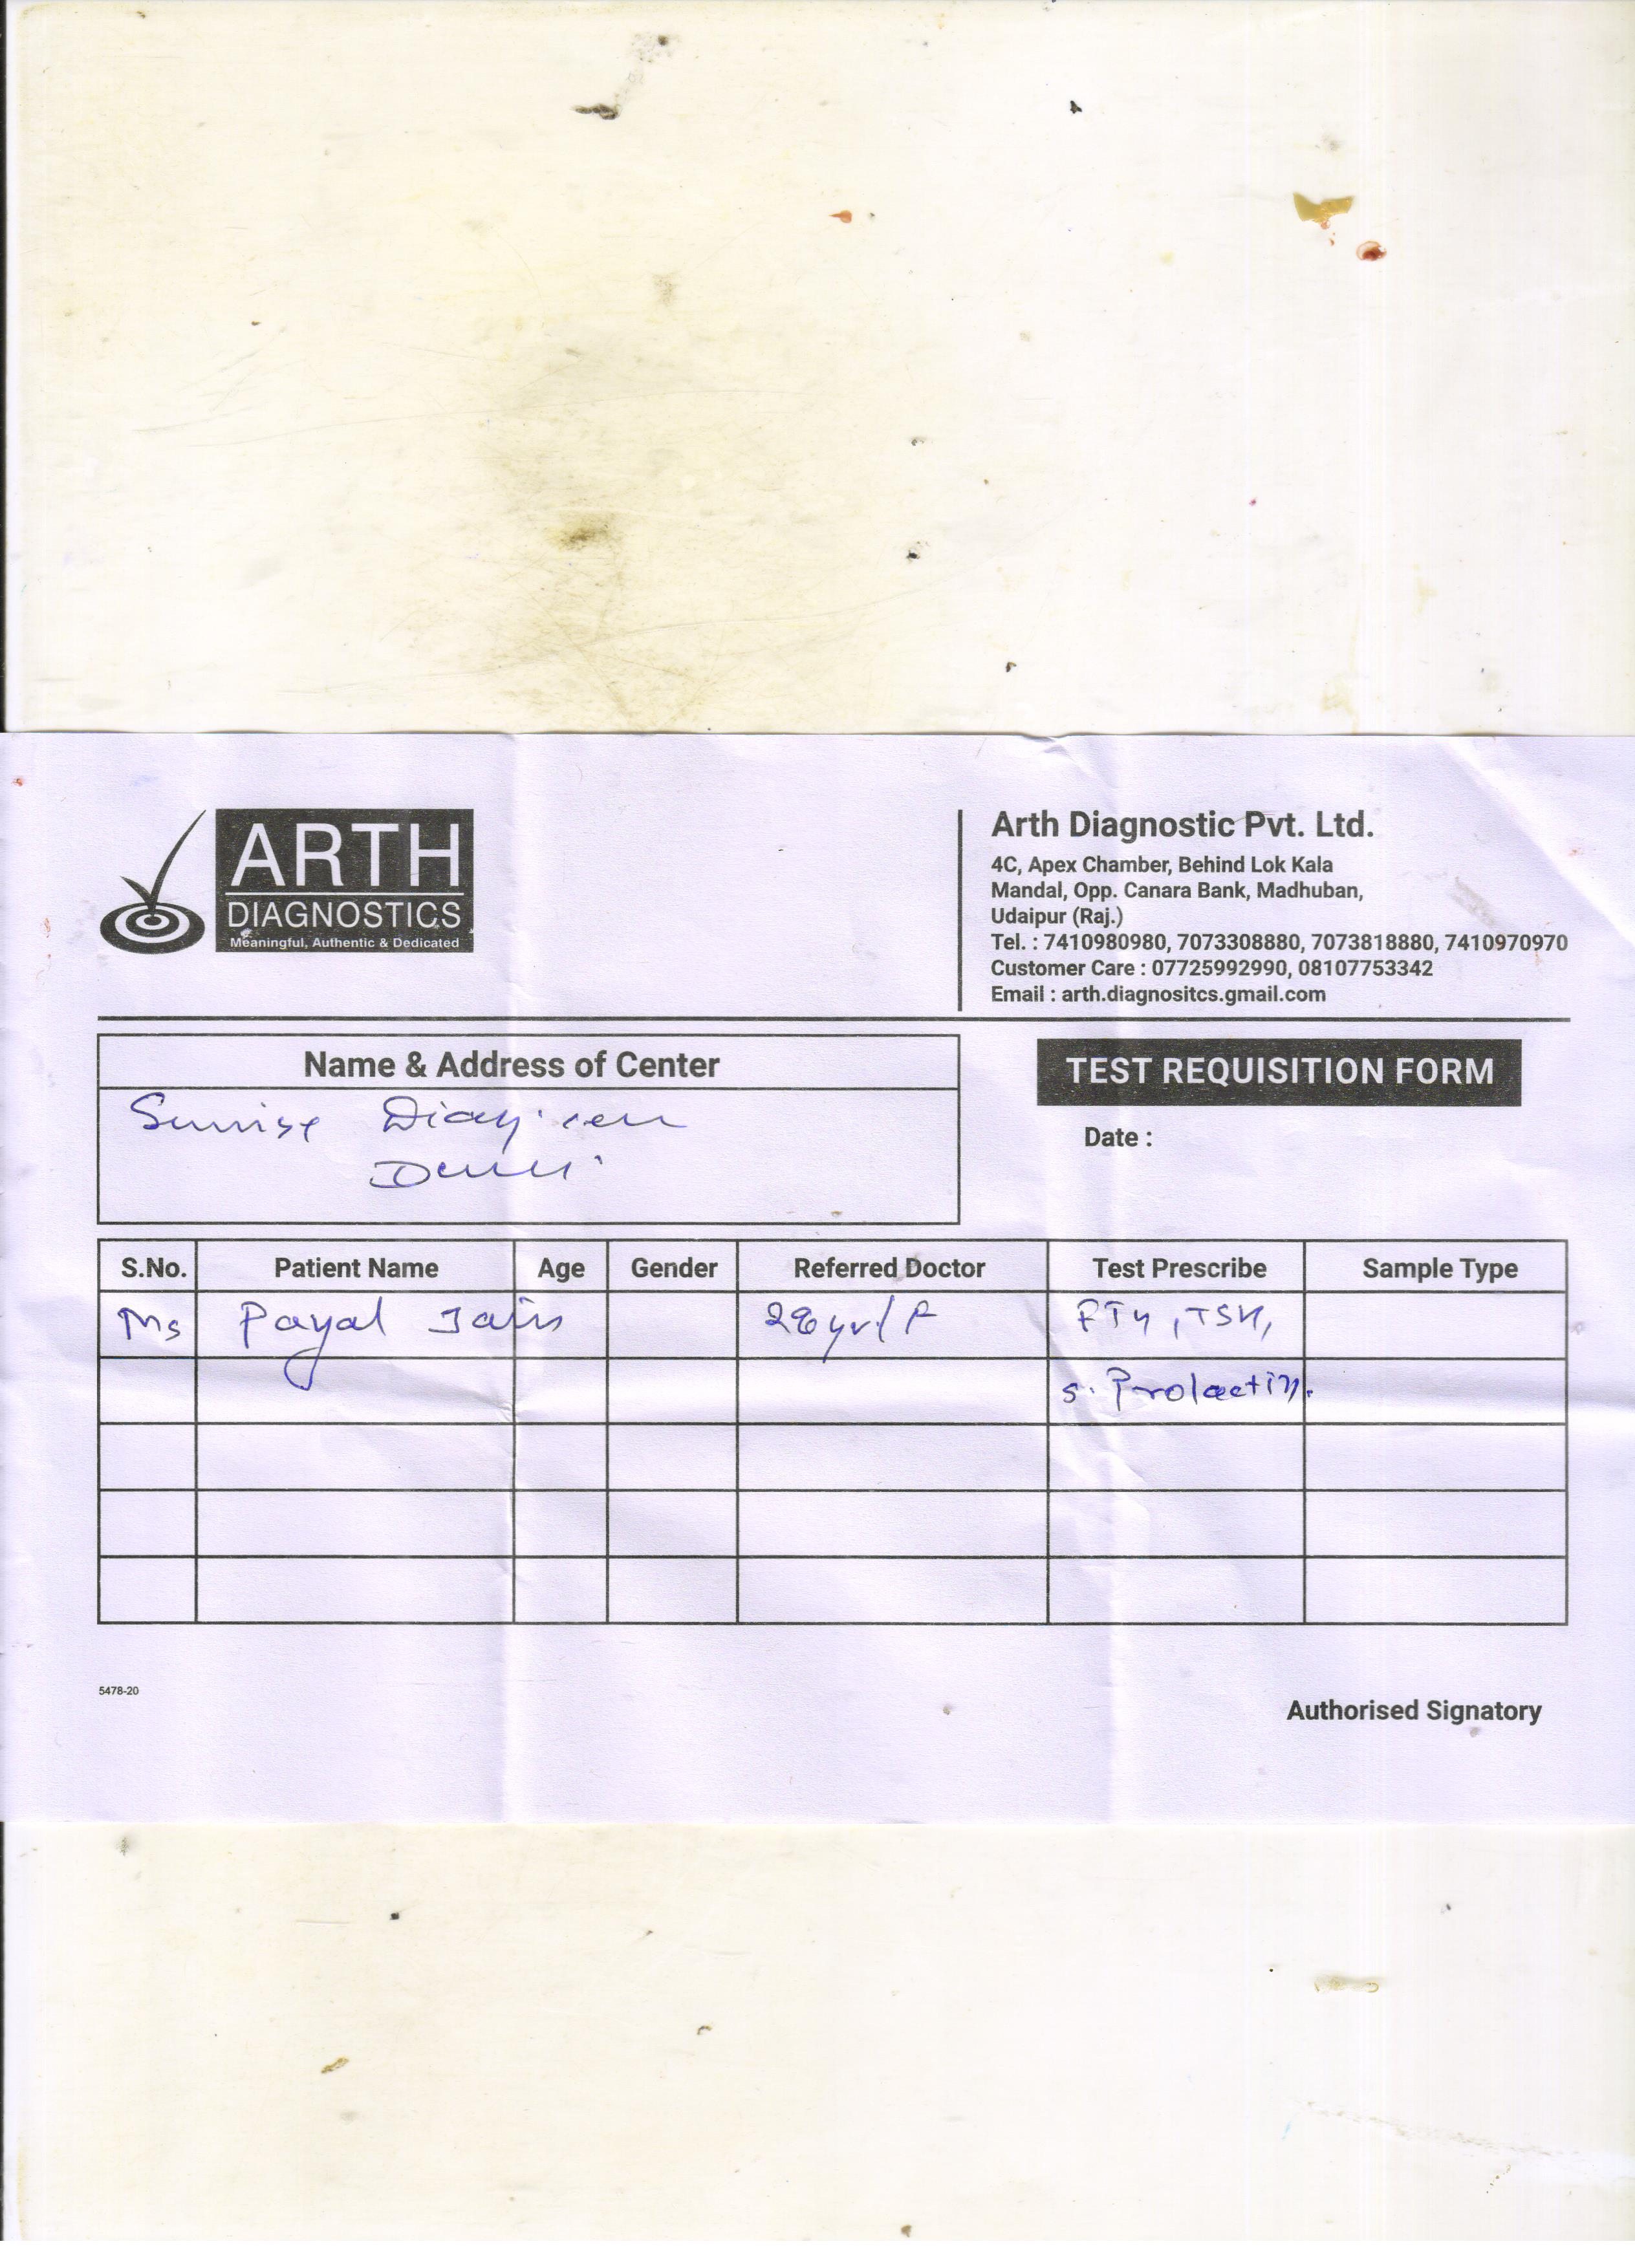 ARTH
DIAGNOSTICS
Meaningful, Authentic & Dedicated
Arth Diagnostic Pvt. Ltd.
4C, Apex Chamber, Behind Lok Kala
Mandal, Opp. Canara Bank, Madhuban,
Udaipur (Raj.)
Tel. : 7410980980, 7073308880, 7073818880, 7410970970
Customer Care : 07725992990, 08107753342
Email : arth.diagnositcs.gmail.com
Name & Address of Center
Sunrise
TEST REQUISITION FORM
Date :
S.No. Patient Name Age Gender Referred Doctor Test Prescribe Sample Type
Ms Payal Jain 28yr/F FT4, TSH,
S. Prolactin.
5478-20
Authorised Signatory